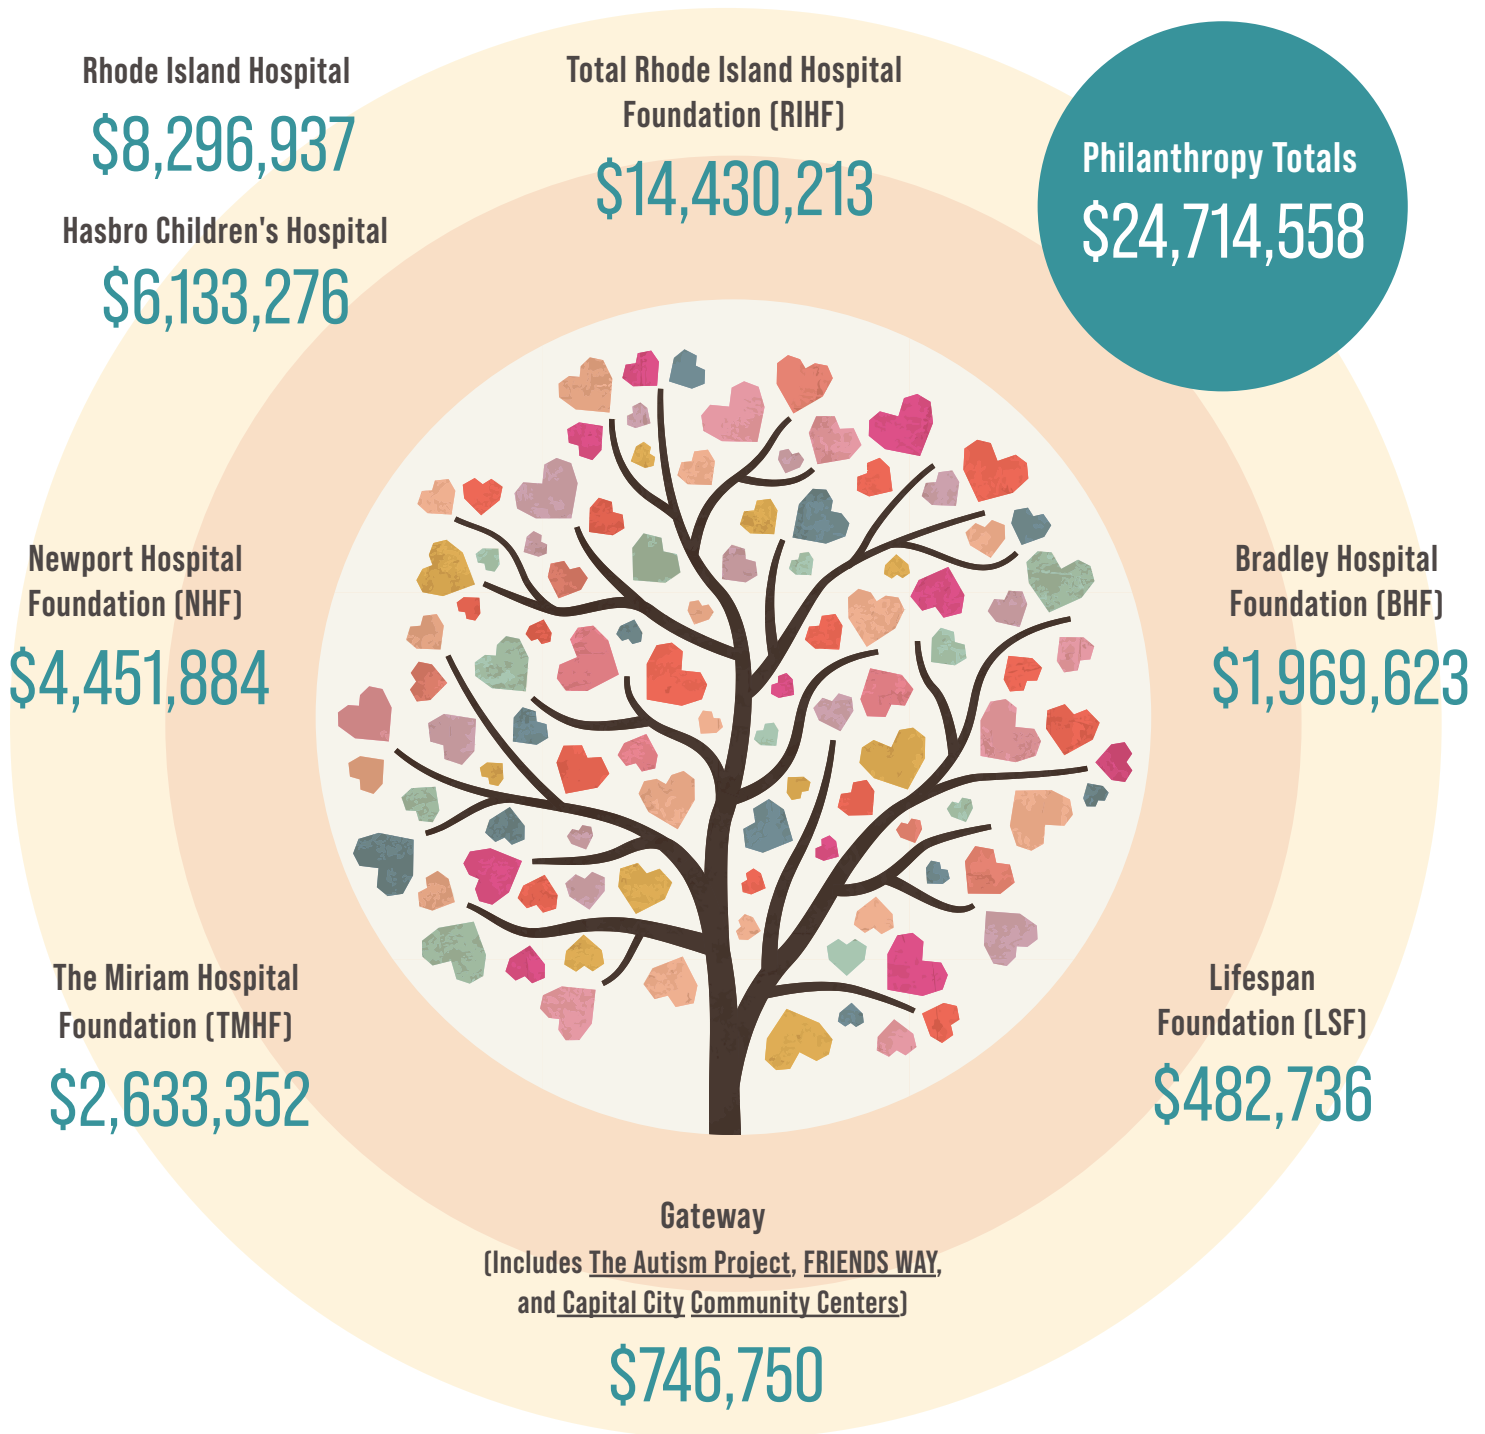 Rhode Island Hospital
$8,296,937
Hasbro Children's Hospital
$6,133,276
Total Rhode Island Hospital
Foundation (RIHF)
$14,430,213
Philanthropy Totals
$24,714,558
Newport Hospital
Foundation (NHF)
$4,451,884
Bradley Hospital
Foundation (BHF)
$1,969,623
The Miriam Hospital
Foundation (TMHF)
$2,633,352
Lifespan
Foundation (LSF)
$482,736
Gateway
(Includes The Autism Project, FRIENDS WAY,
and Capital City Community Centers)
$746,750